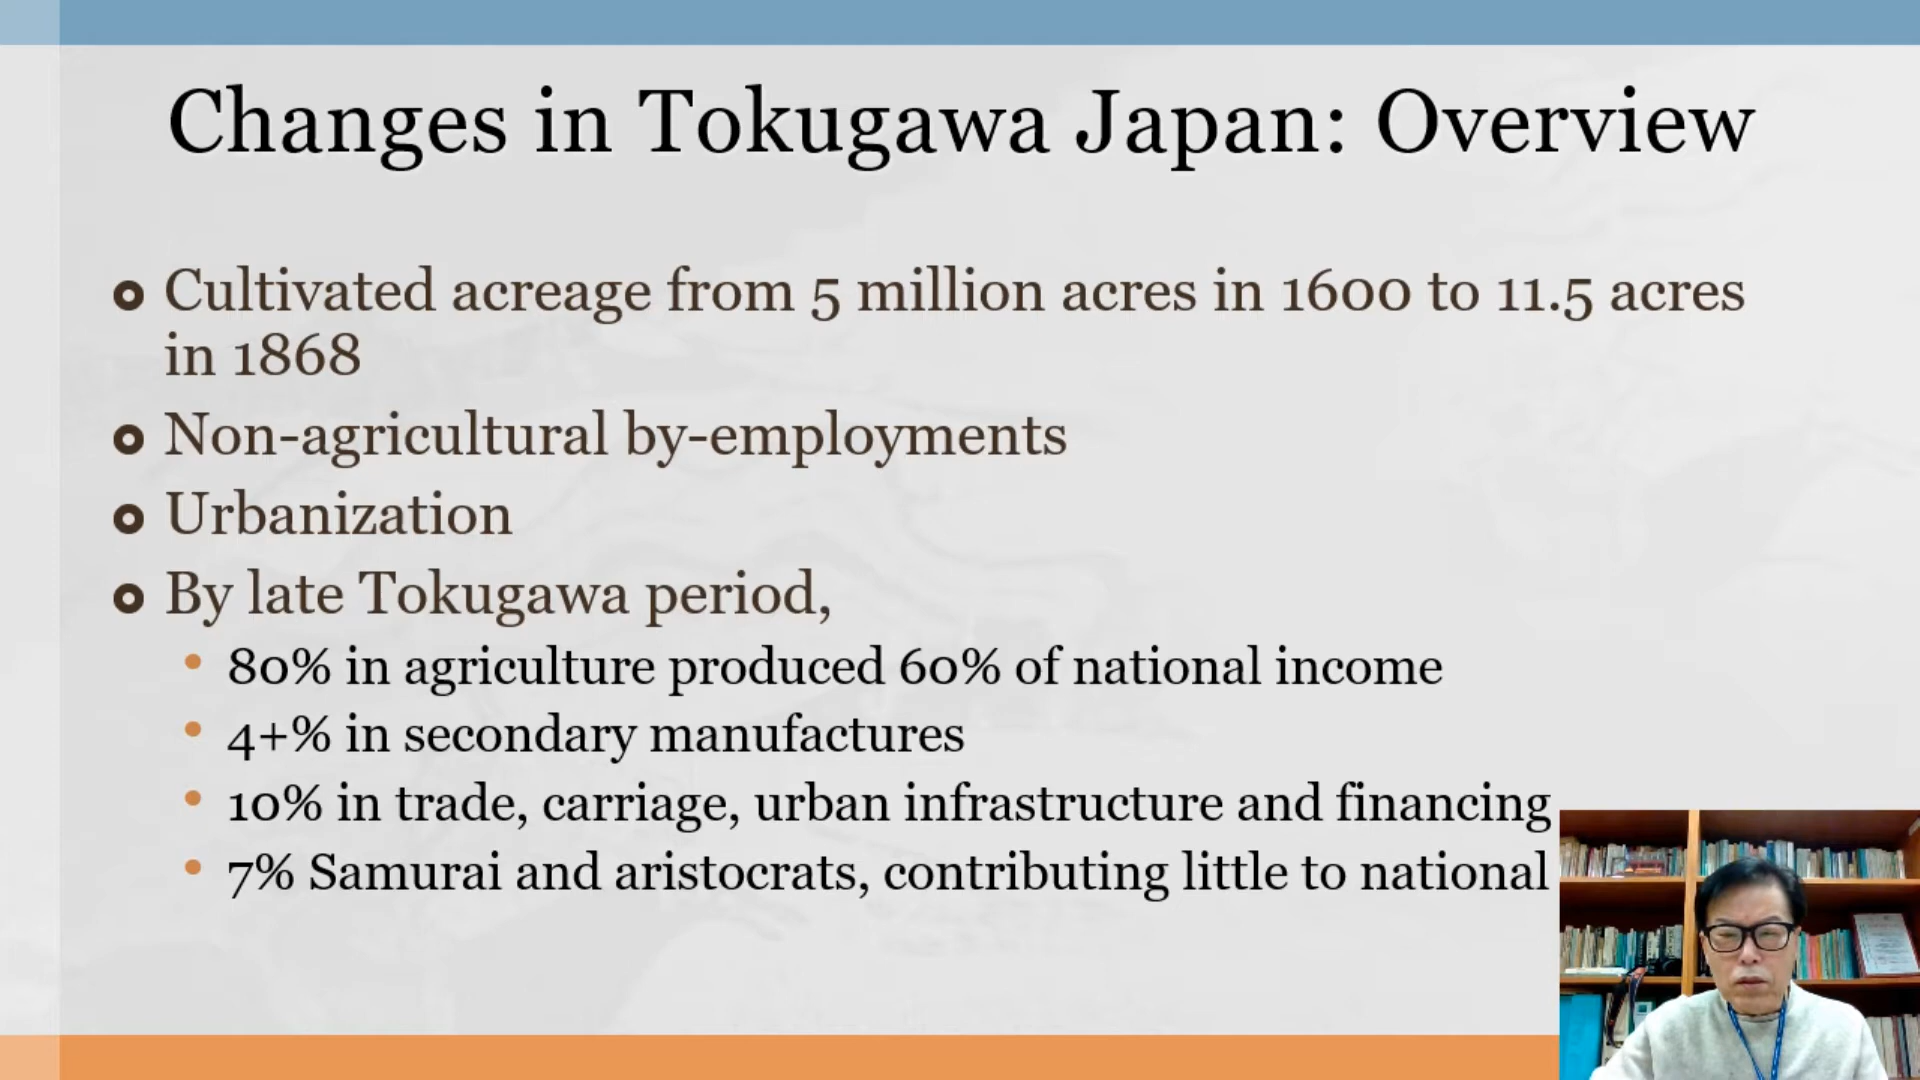 Changes in Tokugawa Japan: Overview
Cultivated acreage from 5 million acres in 1600 to 11.5 acres
in 1868
Non-agricultural by-employments
Urbanization
By late Tokugawa period,
80% in agriculture produced 60% of national income
4+% in secondary manufactures
10% in trade, carriage, urban infrastructure and financing
7% Samurai and aristocrats, contributing little to national